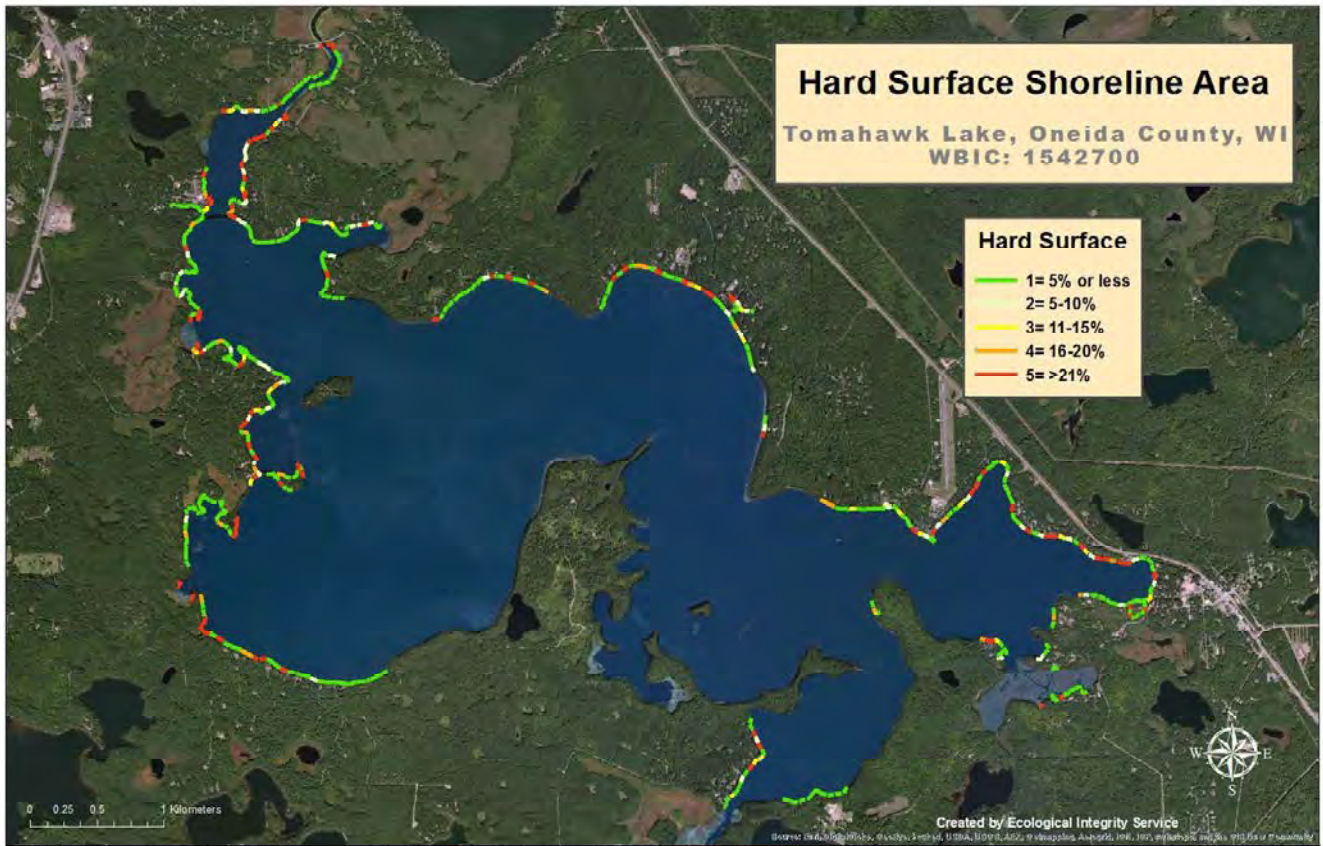 Hard Surface Shoreline Area
Tomahawk Lake, Oneida County, WI
WBIC: 1542700
Hard Surface
1= 5% or less
2= 5-10%
3= 11-15%
4= 16-20%
5= >21%
N
W E
S
0 0.25 0.5 1 Kilometers
Created by Ecological Integrity Service